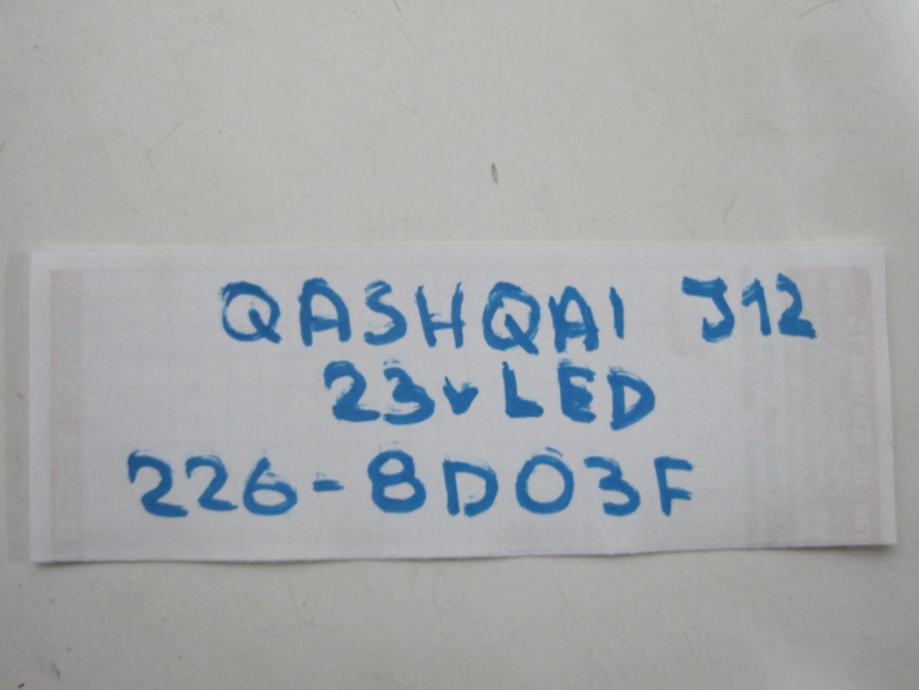 QASHQAI J12
23v LED
226-8D03F